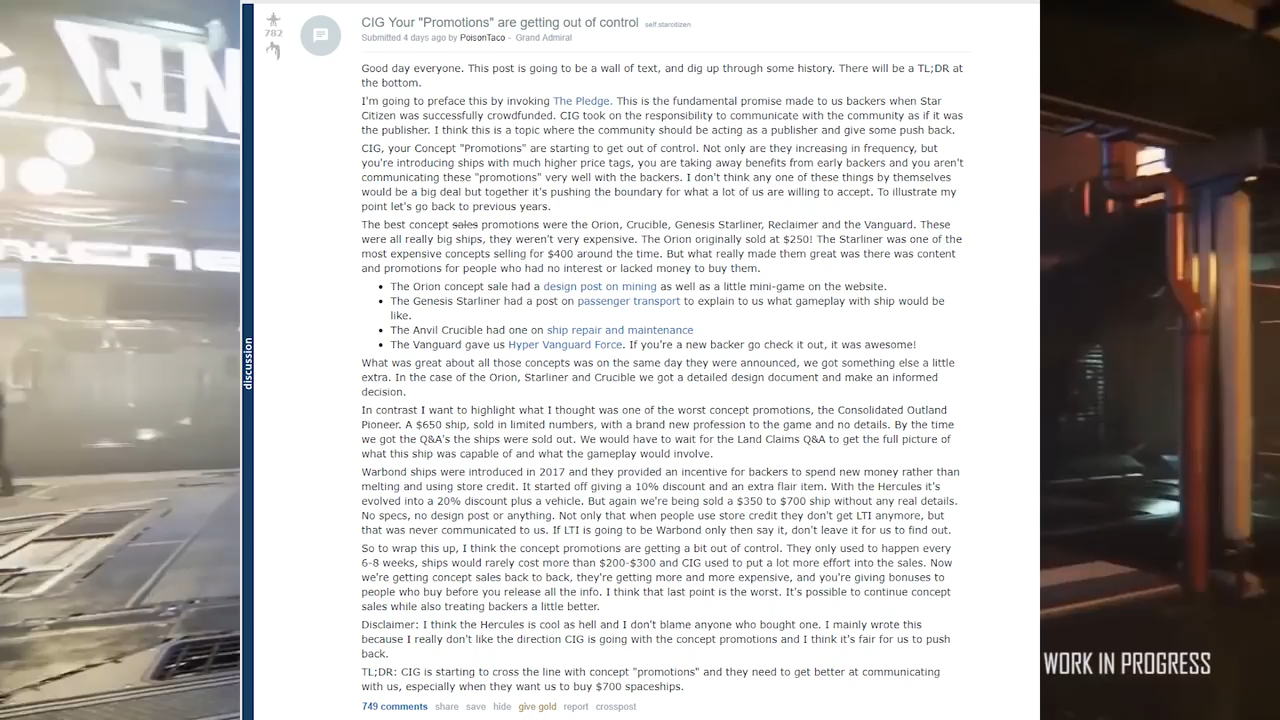 CIG Your "Promotions" are getting out of control self.starcitizen
782
Submitted 4 days ago by PoisonTaco - Grand Admiral
Good day everyone. This post is going to be a wall of text, and dig up through some history. There will be a TL;DR at
the bottom.
I'm going to preface this by invoking The Pledge. This is the fundamental promise made to us backers when Star
Citizen was successfully crowdfunded. CIG took on the responsibility to communicate with the community as if it was
the publisher. I think this is a topic where the community should be acting as a publisher and give some push back.
CIG, your Concept "Promotions" are starting to get out of control. Not only are they increasing in frequency, but
you're introducing ships with much higher price tags, you are taking away benefits from early backers and you aren't
communicating these "promotions" very well with the backers. I don't think any one of these things by themselves
would be a big deal but together it's pushing the boundary for what a lot of us are willing to accept. To illustrate my
point let's go back to previous years.
The best concept sales promotions were the Orion, Crucible, Genesis Starliner, Reclaimer and the Vanguard. These
were all really big ships, they weren't very expensive. The Orion originally sold at $250! The Starliner was one of the
most expensive concepts selling for $400 around the time. But what really made them great was there was content
and promotions for people who had no interest or lacked money to buy them.
• The Orion concept sale had a design post on mining as well as a little mini-game on the website.
• The Genesis Starliner had a post on passenger transport to explain to us what gameplay with ship would be
like.
• The Anvil Crucible had one on ship repair and maintenance
• The Vanguard gave us Hyper Vanguard Force. If you're a new backer go check it out, it was awesome!
discussion
What was great about all those concepts was on the same day they were announced, we got something else a little
extra. In the case of the Orion, Starliner and Crucible we got a detailed design document and make an informed
decision.
In contrast I want to highlight what I thought was one of the worst concept promotions, the Consolidated Outland
Pioneer. A $650 ship, sold in limited numbers, with a brand new profession to the game and no details. By the time
we got the Q&A's the ships were sold out. We would have to wait for the Land Claims Q&A to get the full picture of
what this ship was capable of and what the gameplay would involve.
Warbond ships were introduced in 2017 and they provided an incentive for backers to spend new money rather than
melting and using store credit. It started off giving a 10% discount and an extra flair item. With the Hercules it's
evolved into a 20% discount plus a vehicle. But again we're being sold a $350 to $700 ship without any real details.
No specs, no design post or anything. Not only that when people use store credit they don't get LTI anymore, but
that was never communicated to us. If LTI is going to be Warbond only then say it, don't leave it for us to find out.
So to wrap this up, I think the concept promotions are getting a bit out of control. They only used to happen every
6-8 weeks, ships would rarely cost more than $200-$300 and CIG used to put a lot more effort into the sales. Now
we're getting concept sales back to back, they're getting more and more expensive, and you're giving bonuses to
people who buy before you release all the info. I think that last point is the worst. It's possible to continue concept
sales while also treating backers a little better.
Disclaimer: I think the Hercules is cool as hell and I don't blame anyone who bought one. I mainly wrote this
because I really don't like the direction CIG is going with the concept promotions and I think it's fair for us to push
back.
WORK IN PROGRESS
TL;DR: CIG is starting to cross the line with concept "promotions" and they need to get better at communicating
with us, especially when they want us to buy $700 spaceships.
749 comments share save hide give gold report crosspost